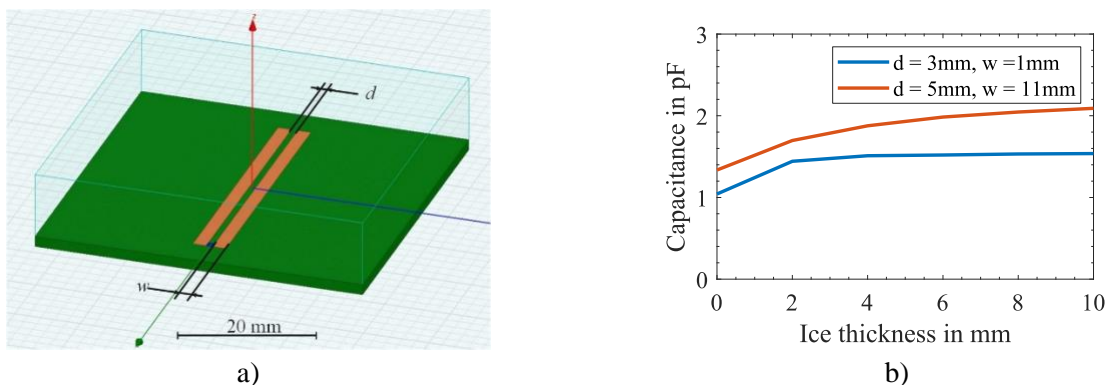 z
d
w
20 mm
a)
3
2
1
0
Capacitance in pF
d = 3mm, w =1mm
d = 5mm, w = 11mm
0 2 4 6 8 10
Ice thickness in mm
b)